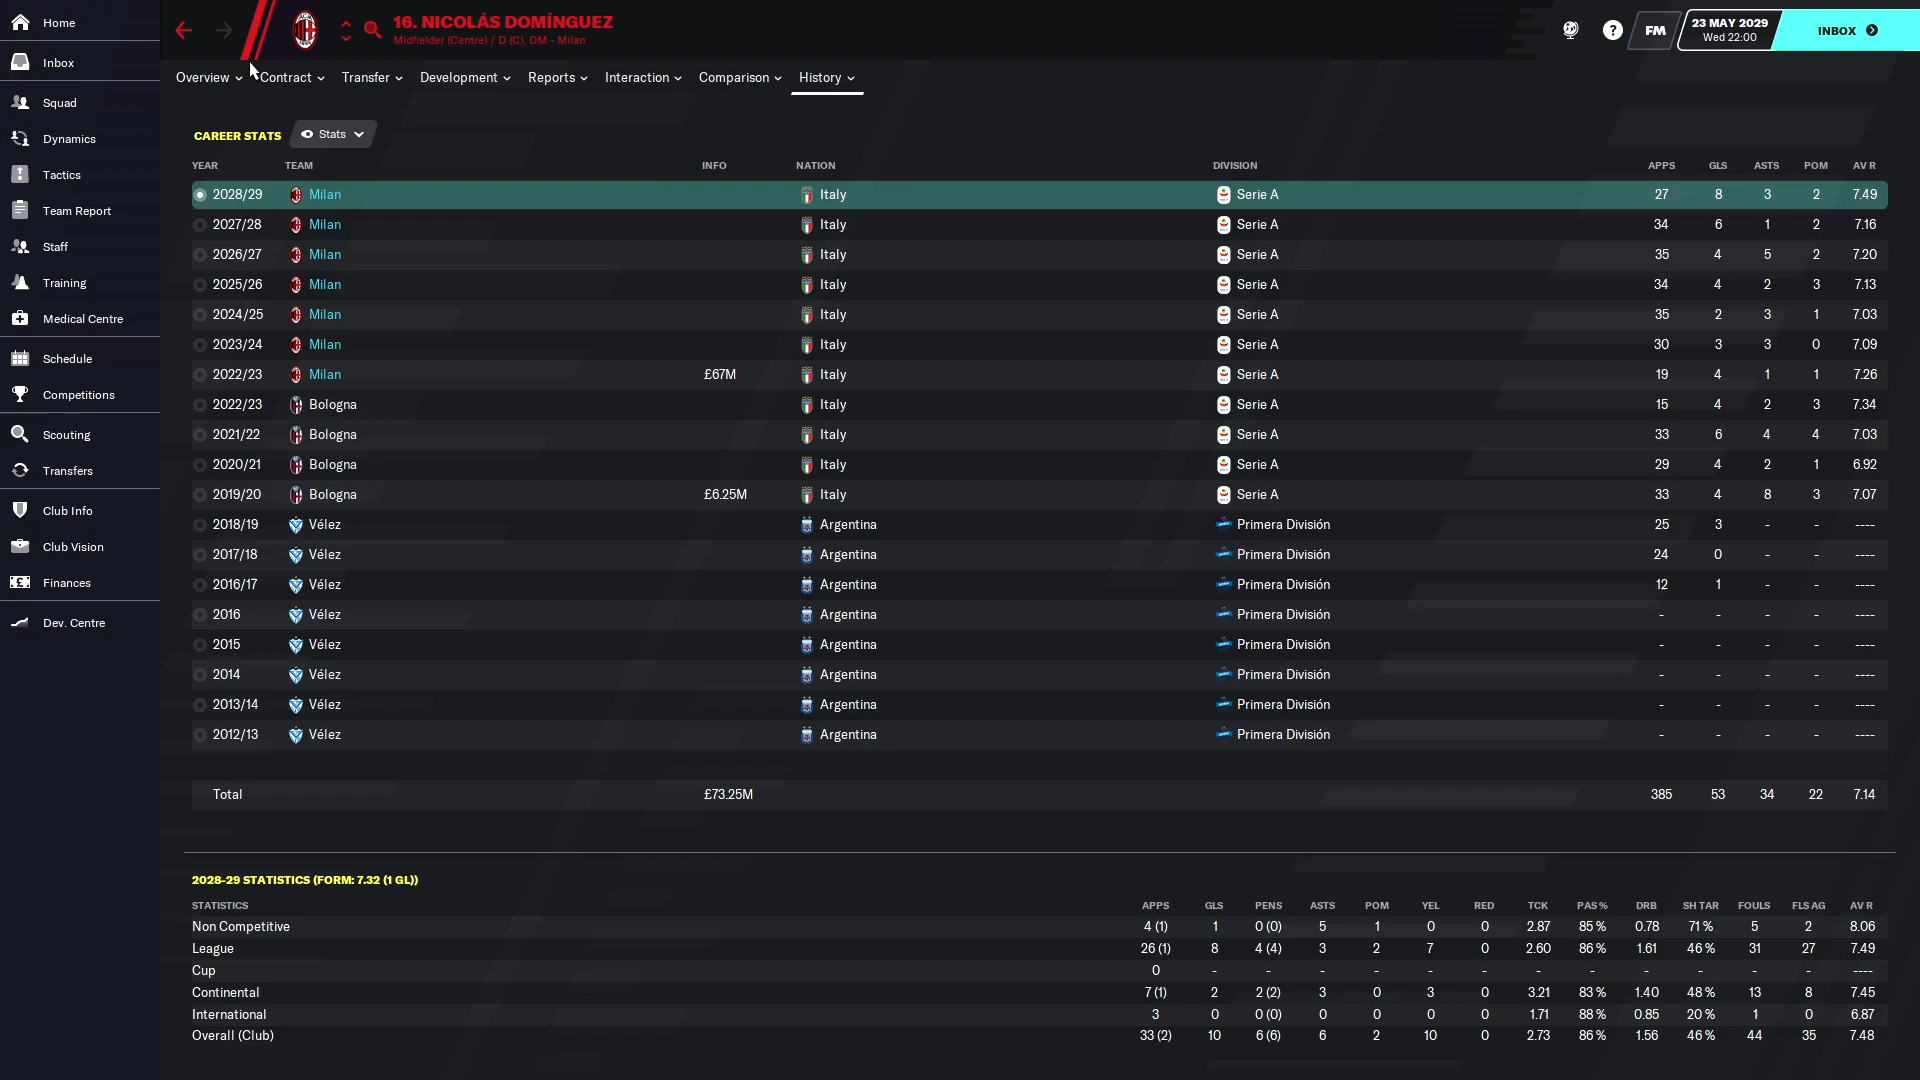 Home
Inbox
Squad
Dynamics
Tactics
Team Report
Staff
Training
Medical Centre
Schedule
Competitions
Scouting
Transfers
Club Info
Club Vision
Finances
Dev. Centre
16. NICOLÁS DOMÍNGUEZ
Midfielder (Centre) / D (C), DM - Milan
FM
23 MAY 2029
Wed 22:00
INBOX
Overview Contract Transfer Development Reports Interaction Comparison History
CAREER STATS Stats
YEAR TEAM INFO NATION DIVISION APPS GLS ASTS POM AV R
2028/29 Milan Italy Serie A 27 8 3 2 7.49
2027/28 Milan Italy Serie A 34 6 1 2 7.16
2026/27 Milan Italy Serie A 35 4 5 2 7.20
2025/26 Milan Italy Serie A 34 4 2 3 7.13
2024/25 Milan Italy Serie A 35 2 3 1 7.03
2023/24 Milan Italy Serie A 30 3 3 0 7.09
2022/23 Milan £67M Italy Serie A 19 4 1 1 7.26
2022/23 Bologna Italy Serie A 15 4 2 3 7.34
2021/22 Bologna Italy Serie A 33 6 4 4 7.03
2020/21 Bologna Italy Serie A 29 4 2 1 6.92
2019/20 Bologna £6.25M Italy Serie A 33 4 8 3 7.07
2018/19 Vélez Argentina Primera División 25 3 - - ----
2017/18 Vélez Argentina Primera División 24 0 - - ----
2016/17 Vélez Argentina Primera División 12 1 - - ----
2016 Vélez Argentina Primera División - - - - ----
2015 Vélez Argentina Primera División - - - - ----
2014 Vélez Argentina Primera División - - - - ----
2013/14 Vélez Argentina Primera División - - - - ----
2012/13 Vélez Argentina Primera División - - - - ----
Total £73.25M 385 53 34 22 7.14
2028-29 STATISTICS (FORM: 7.32 (1 GL))
STATISTICS APPS GLS PENS ASTS POM YEL RED TCK PAS % DRB SH TAR FOULS FLS AG AV R
Non Competitive 4 (1) 1 0 (0) 5 1 0 0 2.87 85 % 0.78 71 % 5 2 8.06
League 26 (1) 8 4 (4) 3 2 7 0 2.60 86 % 1.61 46 % 31 27 7.49
Cup 0 - - - - - - - - - - - - ----
Continental 7 (1) 2 2 (2) 3 0 3 0 3.21 83 % 1.40 48 % 13 8 7.45
International 3 0 0 (0) 0 0 0 0 1.71 88 % 0.85 20 % 1 0 6.87
Overall (Club) 33 (2) 10 6 (6) 6 2 10 0 2.73 86 % 1.56 46 % 44 35 7.48